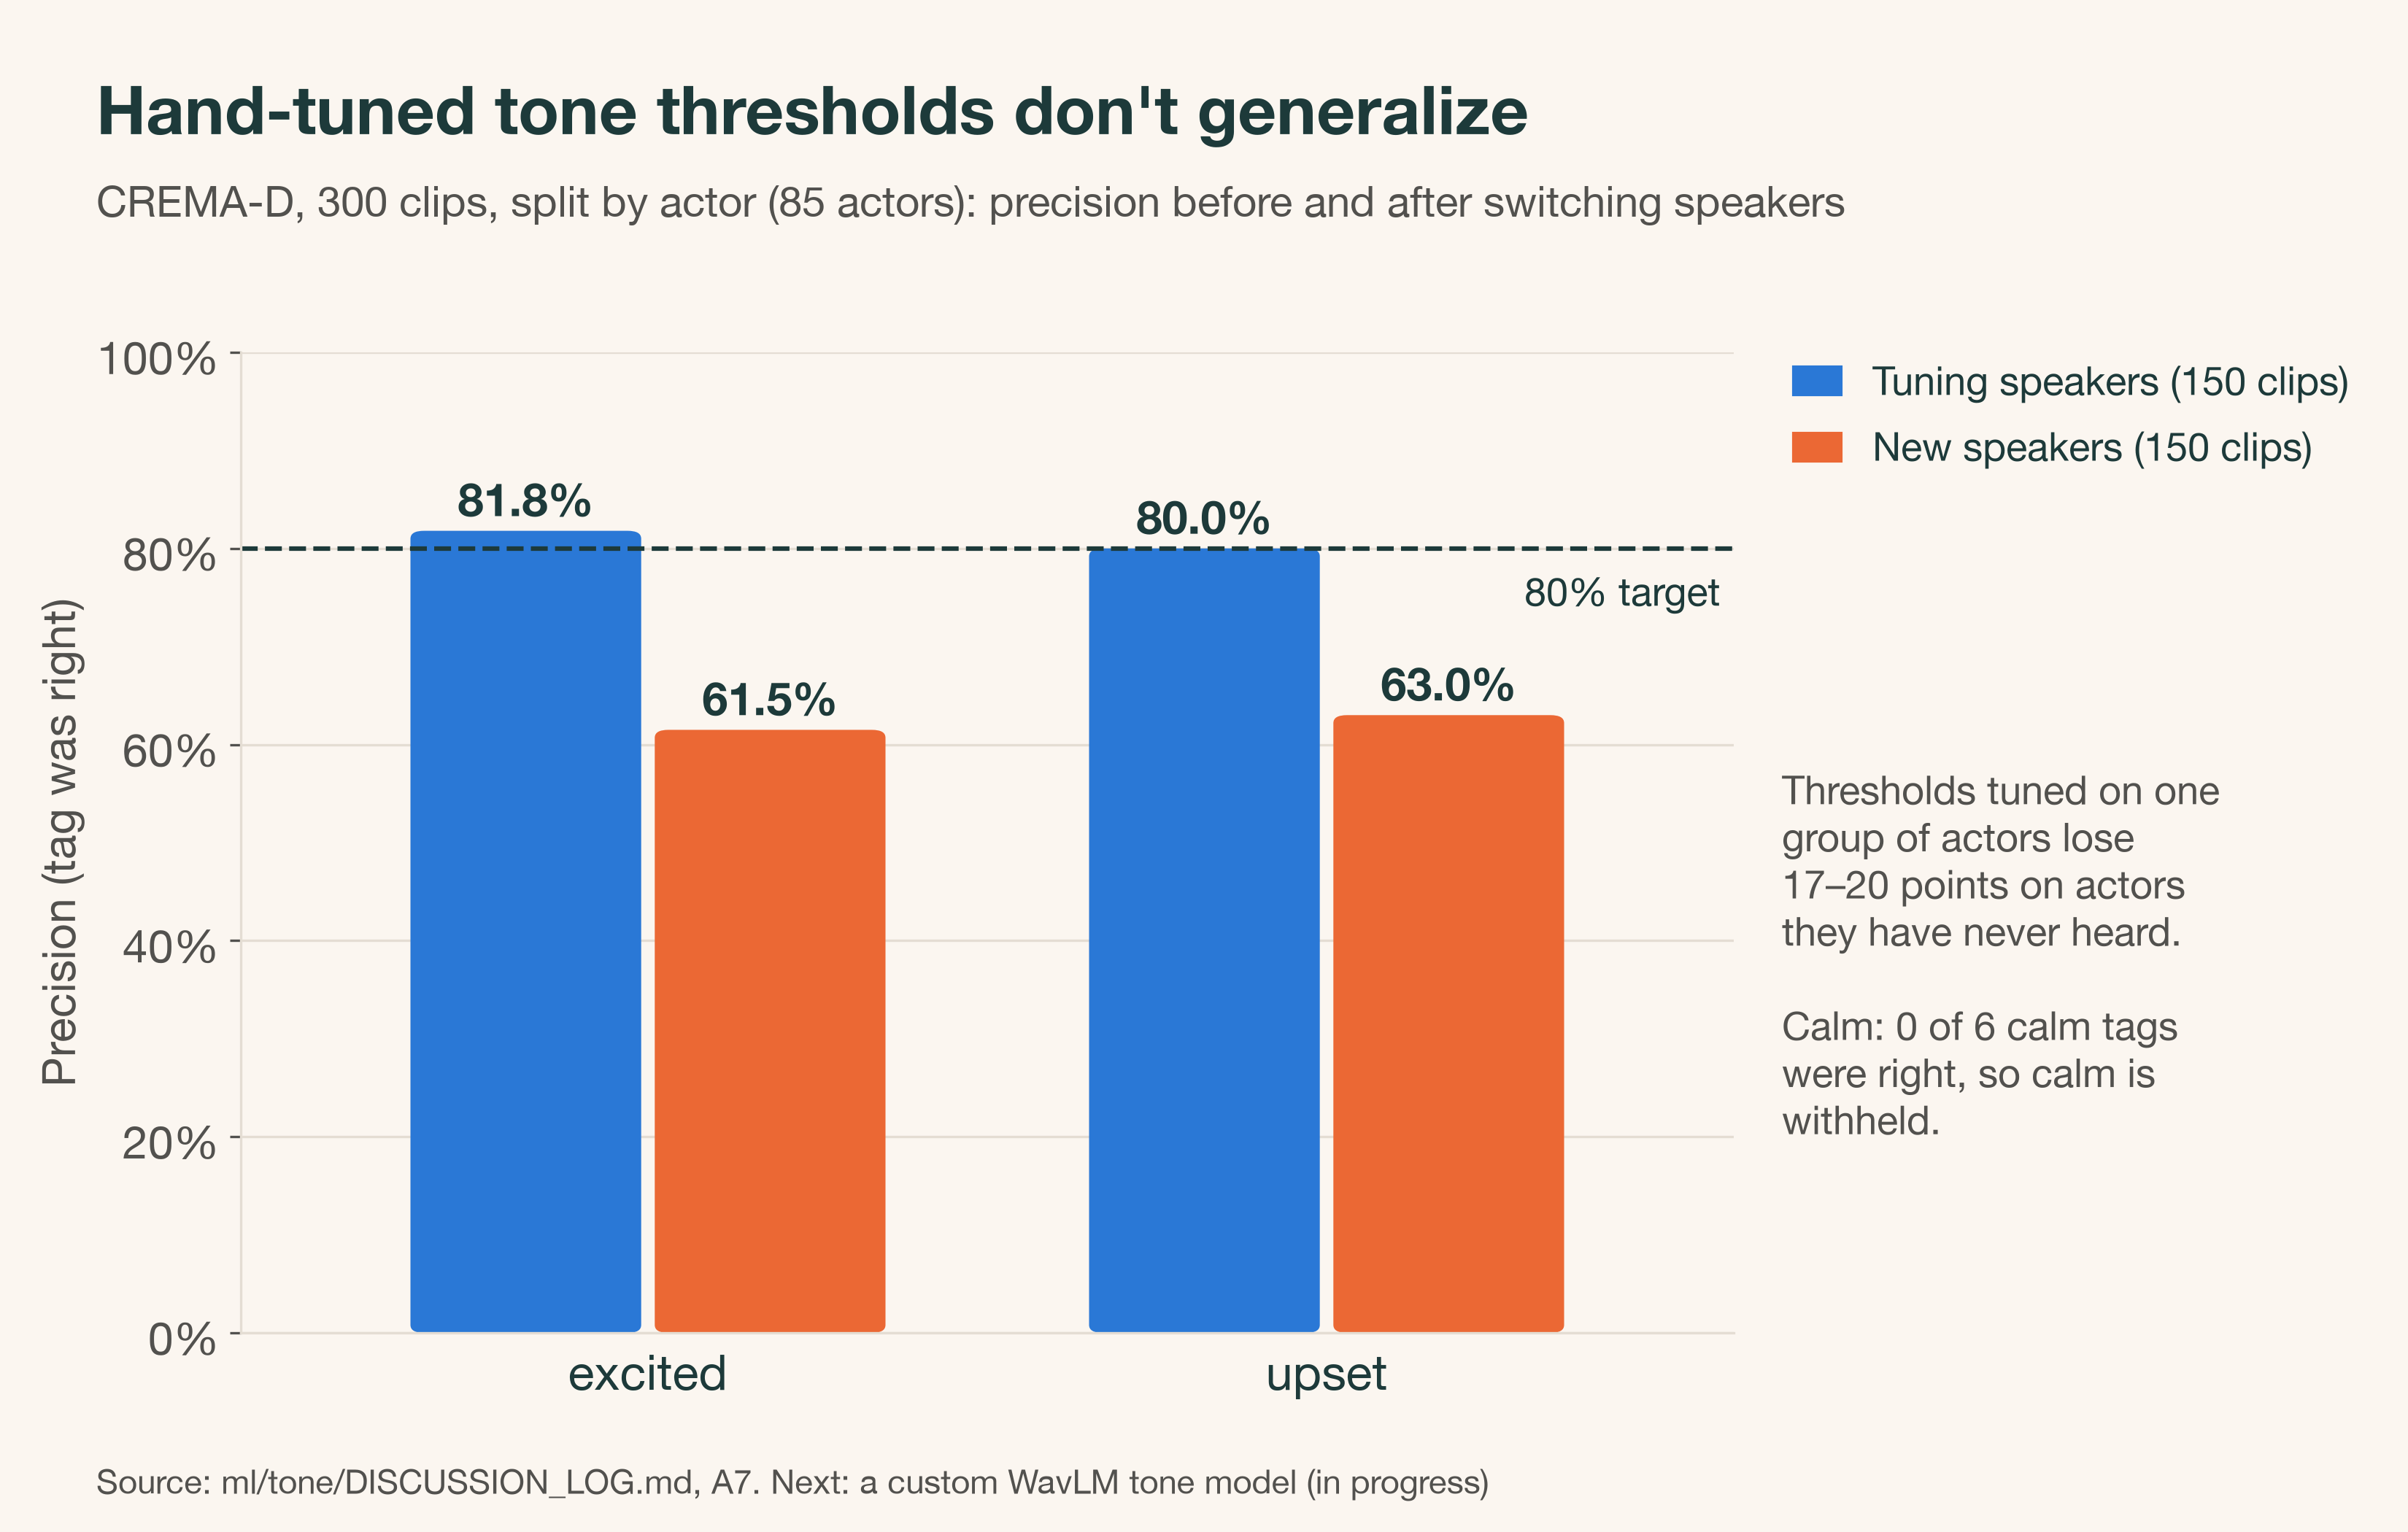 Hand-tuned tone thresholds don't generalize
CREMA-D, 300 clips, split by actor (85 actors): precision before and after switching speakers
Precision (tag was right)
100%
80%
60%
40%
20%
0%
81.8%
61.5%
80.0%
63.0%
80% target
excited
upset
Tuning speakers (150 clips)
New speakers (150 clips)
Thresholds tuned on one
group of actors lose
17–20 points on actors
they have never heard.
Calm: 0 of 6 calm tags
were right, so calm is
withheld.
Source: ml/tone/DISCUSSION_LOG.md, A7. Next: a custom WavLM tone model (in progress)